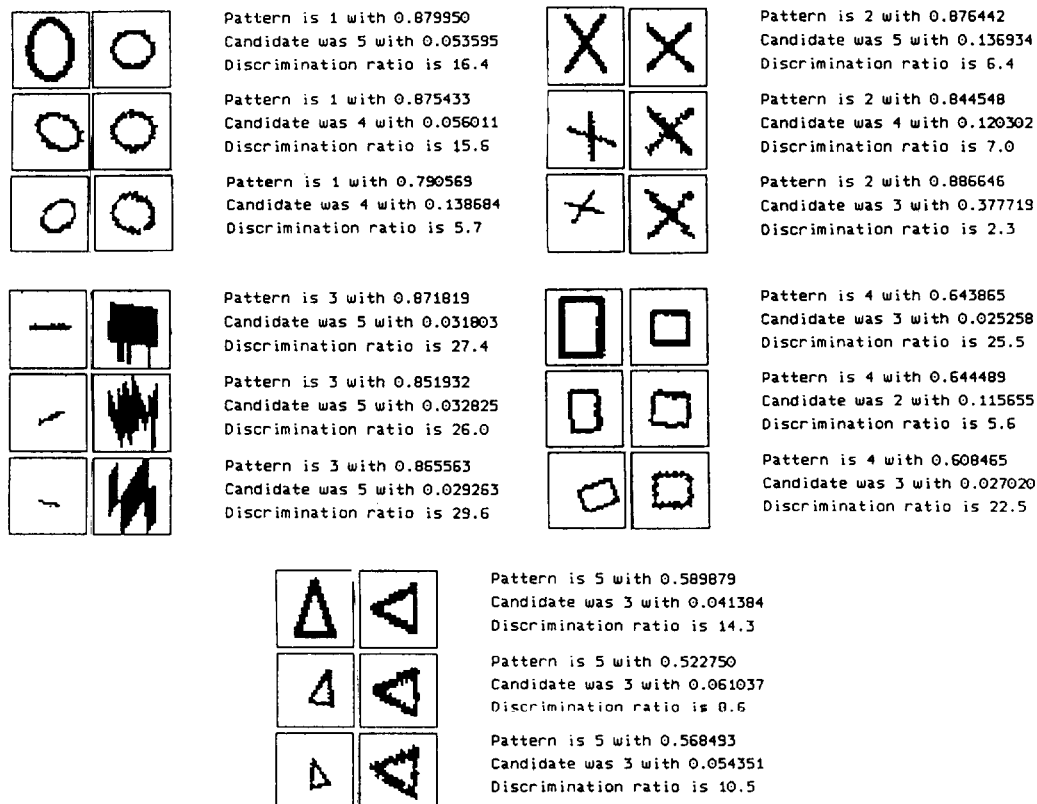 Pattern is 1 with 0.879950
Candidate was 5 with 0.053595
Discrimination ratio is 16.4
Pattern is 1 with 0.875433
Candidate was 4 with 0.056011
Discrimination ratio is 15.6
Pattern is 1 with 0.790569
Candidate was 4 with 0.138684
Discrimination ratio is 5.7
Pattern is 2 with 0.876442
Candidate was 5 with 0.136934
Discrimination ratio is 6.4
Pattern is 2 with 0.844548
Candidate was 4 with 0.120302
Discrimination ratio is 7.0
Pattern is 2 with 0.886646
Candidate was 3 with 0.377719
Discrimination ratio is 2.3
Pattern is 3 with 0.871819
Candidate was 5 with 0.031803
Discrimination ratio is 27.4
Pattern is 3 with 0.851932
Candidate was 5 with 0.032825
Discrimination ratio is 26.0
Pattern is 3 with 0.865563
Candidate was 5 with 0.029263
Discrimination ratio is 29.6
Pattern is 4 with 0.643865
Candidate was 3 with 0.025258
Discrimination ratio is 25.5
Pattern is 4 with 0.644489
Candidate was 2 with 0.115655
Discrimination ratio is 5.6
Pattern is 4 with 0.608465
Candidate was 3 with 0.027020
Discrimination ratio is 22.5
Pattern is 5 with 0.589879
Candidate was 3 with 0.041384
Discrimination ratio is 14.3
Pattern is 5 with 0.522750
Candidate was 3 with 0.061037
Discrimination ratio is 8.6
Pattern is 5 with 0.568493
Candidate was 3 with 0.054351
Discrimination ratio is 10.5